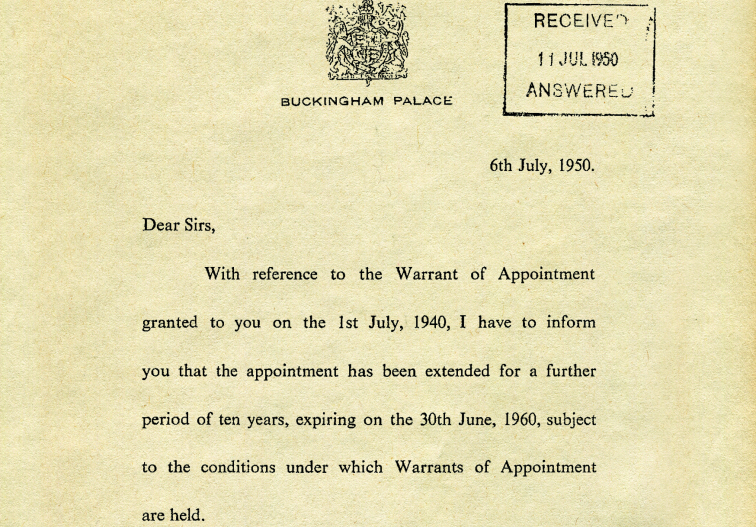 BUCKINGHAM PALACE
RECEIVED
11 JUL 1950
ANSWERED
6th July, 1950.
Dear Sirs,
With reference to the Warrant of Appointment
granted to you on the 1st July, 1940, I have to inform
you that the appointment has been extended for a further
period of ten years, expiring on the 30th June, 1960, subject
to the conditions under which Warrants of Appointment
are held.